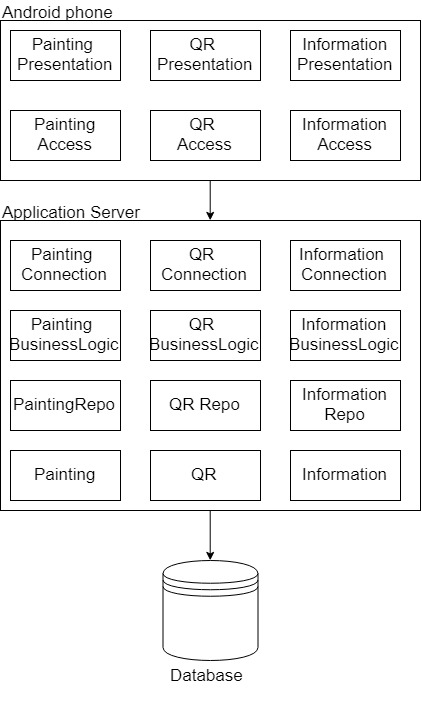 Android phone
Painting
Presentation
QR
Presentation
Information
Presentation
Painting
Access
QR
Access
Information
Access
Application Server
Painting
Connection
QR
Connection
Information
Connection
Painting
BusinessLogic
QR
BusinessLogic
Information
BusinessLogic
PaintingRepo
QR Repo
Information
Repo
Painting
QR
Information
Database